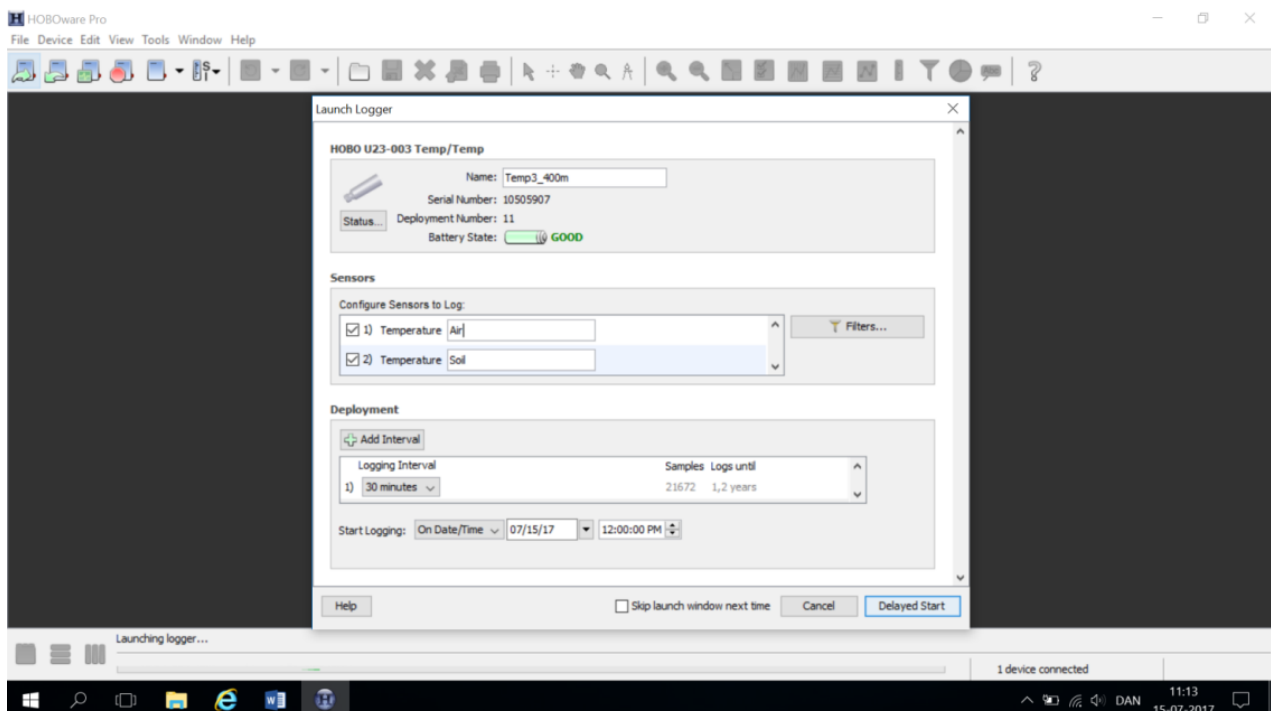 HOBOware Pro
File Device Edit View Tools Window Help
Launch Logger
HOBO U23-003 Temp/Temp
Name: Temp3_400m
Serial Number: 10505907
Status... Deployment Number: 11
Battery State: GOOD
Sensors
Configure Sensors to Log:
1) Temperature Air
Filters...
2) Temperature Soil
Deployment
Add Interval
Logging Interval Samples Logs until
1) 30 minutes 21672 1,2 years
Start Logging: On Date/Time 07/15/17 12:00:00 PM
Help Skip launch window next time Cancel Delayed Start
Launching logger...
1 device connected
DAN 11:13
15-07-2017